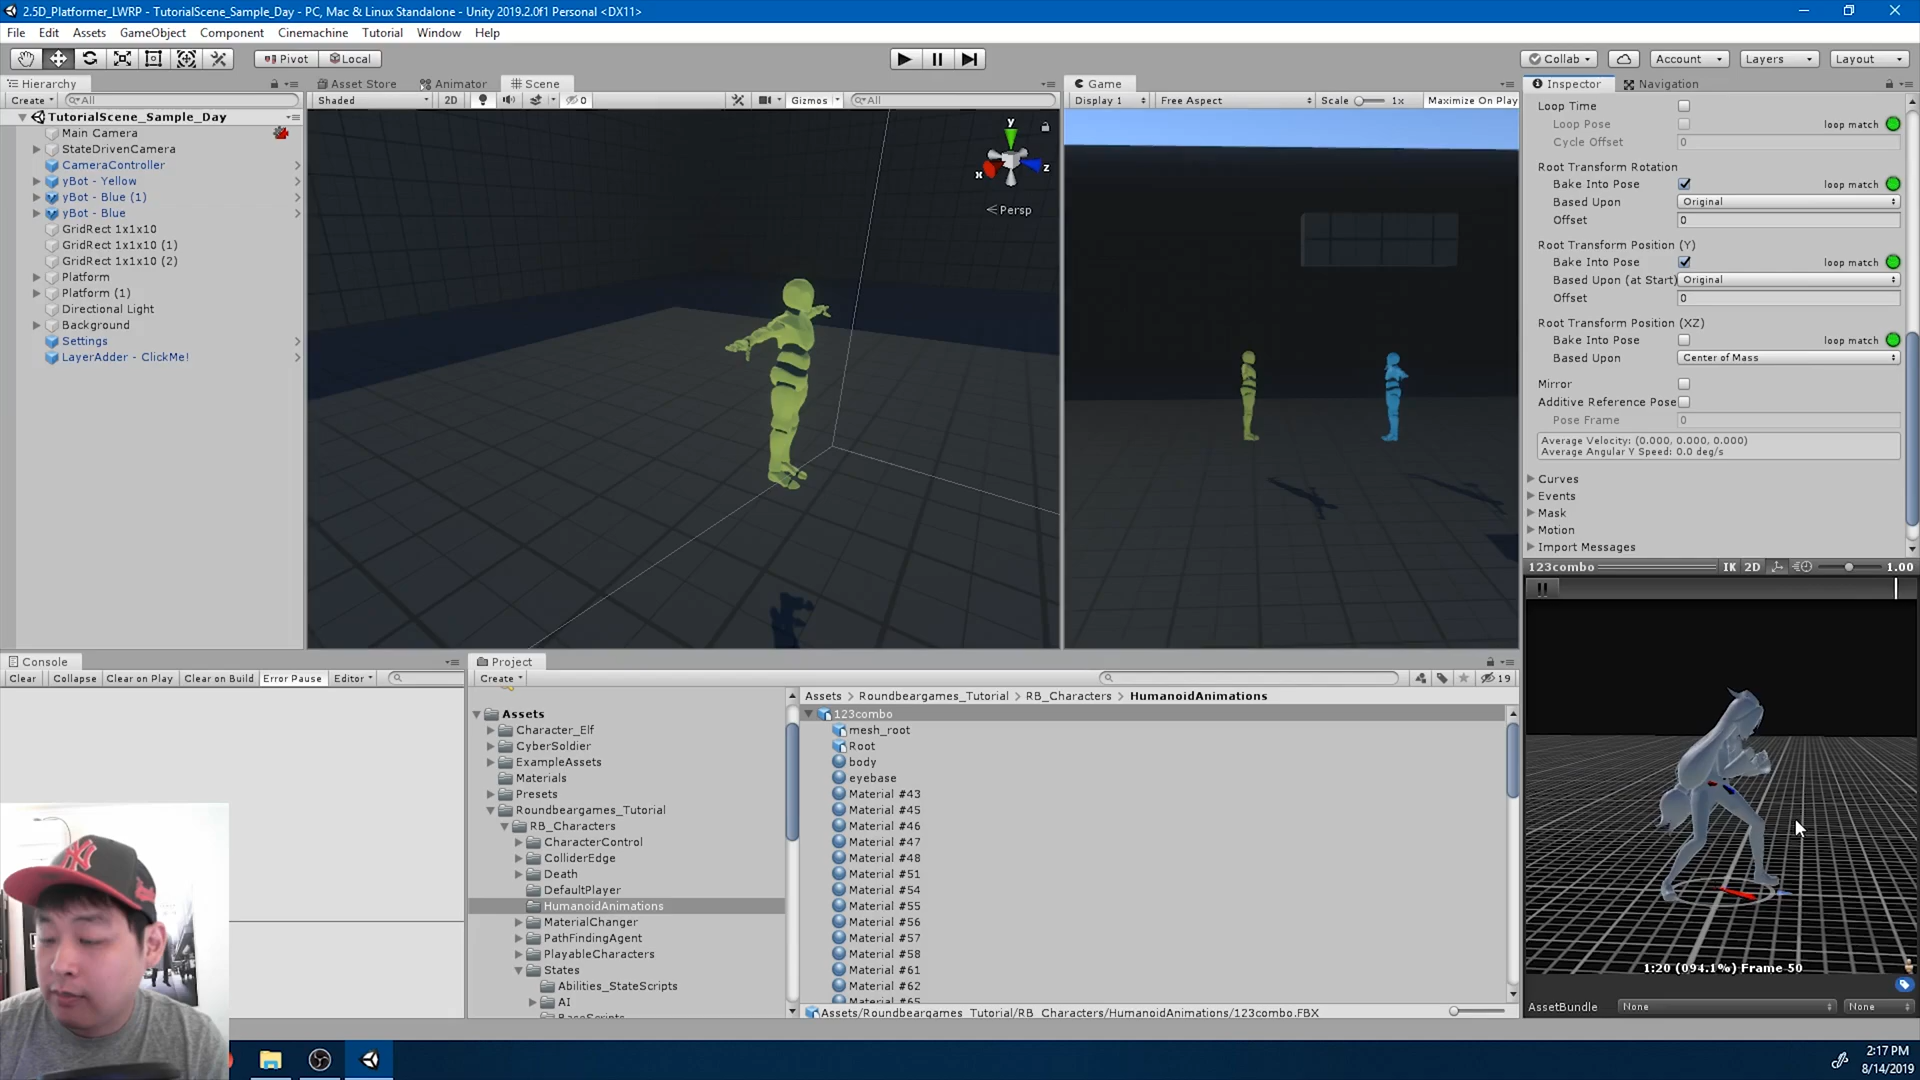 2.5D_Platformer_LWRP - TutorialScene_Sample_Day - PC, Mac & Linux Standalone - Unity 2019.2.0f1 Personal <DX11>
File Edit Assets GameObject Component Cinemachine Tutorial Window Help
Pivot Local Collab Account Layers Layout
Hierarchy
Create All
TutorialScene_Sample_Day
Main Camera
StateDrivenCamera
CameraController
yBot - Yellow
yBot - Blue (1)
yBot - Blue
GridRect 1x1x10
GridRect 1x1x10 (1)
GridRect 1x1x10 (2)
Platform
Platform (1)
Directional Light
Background
Settings
LayerAdder - ClickMe!
Asset Store Animator Scene
Shaded 2D 0 Gizmos All
y
x z
Persp
Game
Display 1 Free Aspect Scale 1x Maximize On Play
Inspector Navigation
Loop Time
Loop Pose loop match
Cycle Offset 0
Root Transform Rotation
Bake Into Pose loop match
Based Upon Original
Offset 0
Root Transform Position (Y)
Bake Into Pose loop match
Based Upon (at Start) Original
Offset 0
Root Transform Position (XZ)
Bake Into Pose loop match
Based Upon Center of Mass
Mirror
Additive Reference Pose
Pose Frame 0
Average Velocity: (0.000, 0.000, 0.000)
Average Angular Y Speed: 0.0 deg/s
Curves
Events
Mask
Motion
Import Messages
123combo IK 2D 1.00
1:20 (094.1%) Frame 50
AssetBundle None None
Console
Clear Collapse Clear on Play Clear on Build Error Pause Editor
Project
Create 19
Assets
Character_Elf
CyberSoldier
ExampleAssets
Materials
Presets
Roundbeargames_Tutorial
RB_Characters
CharacterControl
ColliderEdge
Death
DefaultPlayer
HumanoidAnimations
MaterialChanger
PathFindingAgent
PlayableCharacters
States
Abilities_StateScripts
AI
BaseScripts
Assets > Roundbeargames_Tutorial > RB_Characters > HumanoidAnimations
123combo
mesh_root
Root
body
eyebase
Material #43
Material #45
Material #46
Material #47
Material #48
Material #51
Material #54
Material #55
Material #56
Material #57
Material #58
Material #61
Material #62
Material #65
Assets/Roundbeargames_Tutorial/RB_Characters/HumanoidAnimations/123combo.FBX
2:17 PM
8/14/2019